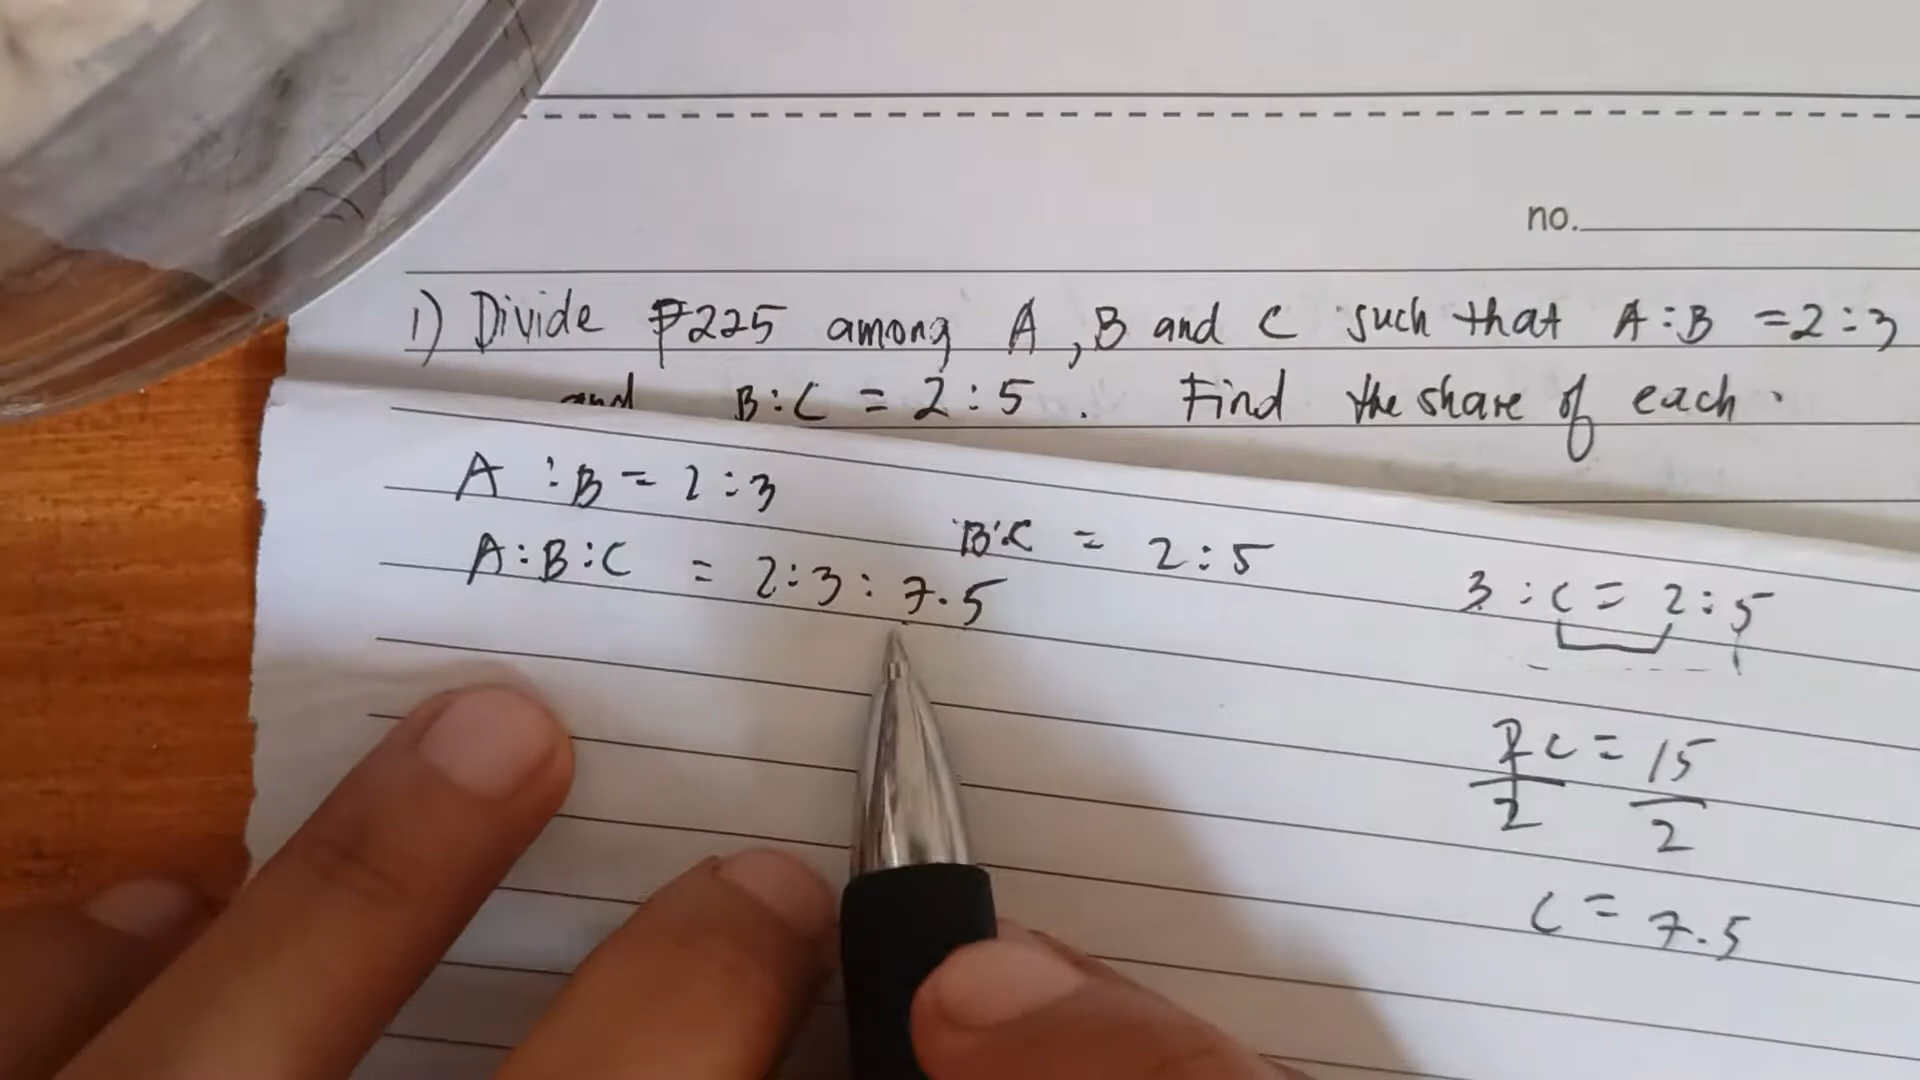 no.
1) Divide ₱225 among A, B and C such that A:B = 2:3
and B:C = 2:5. Find the share of each.
A:B = 2:3
B:C = 2:5
A:B:C = 2:3:7.5
3:C = 2:5
2C = 15
2 2
C = 7.5